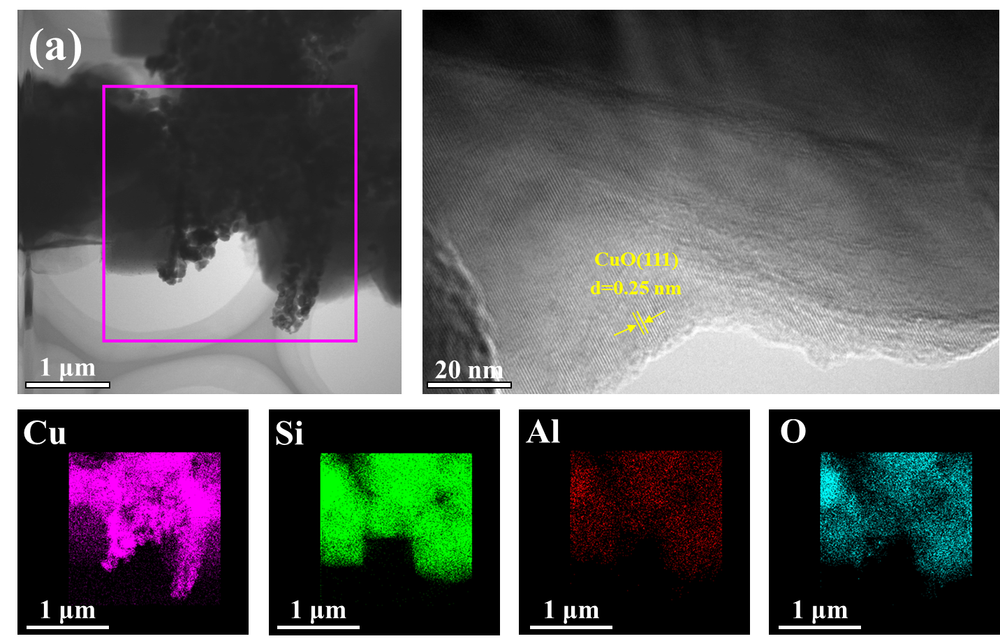 (a)
1 μm
CuO(111)
d=0.25 nm
20 nm
Cu
1 μm
Si
1 μm
Al
1 μm
O
1 μm